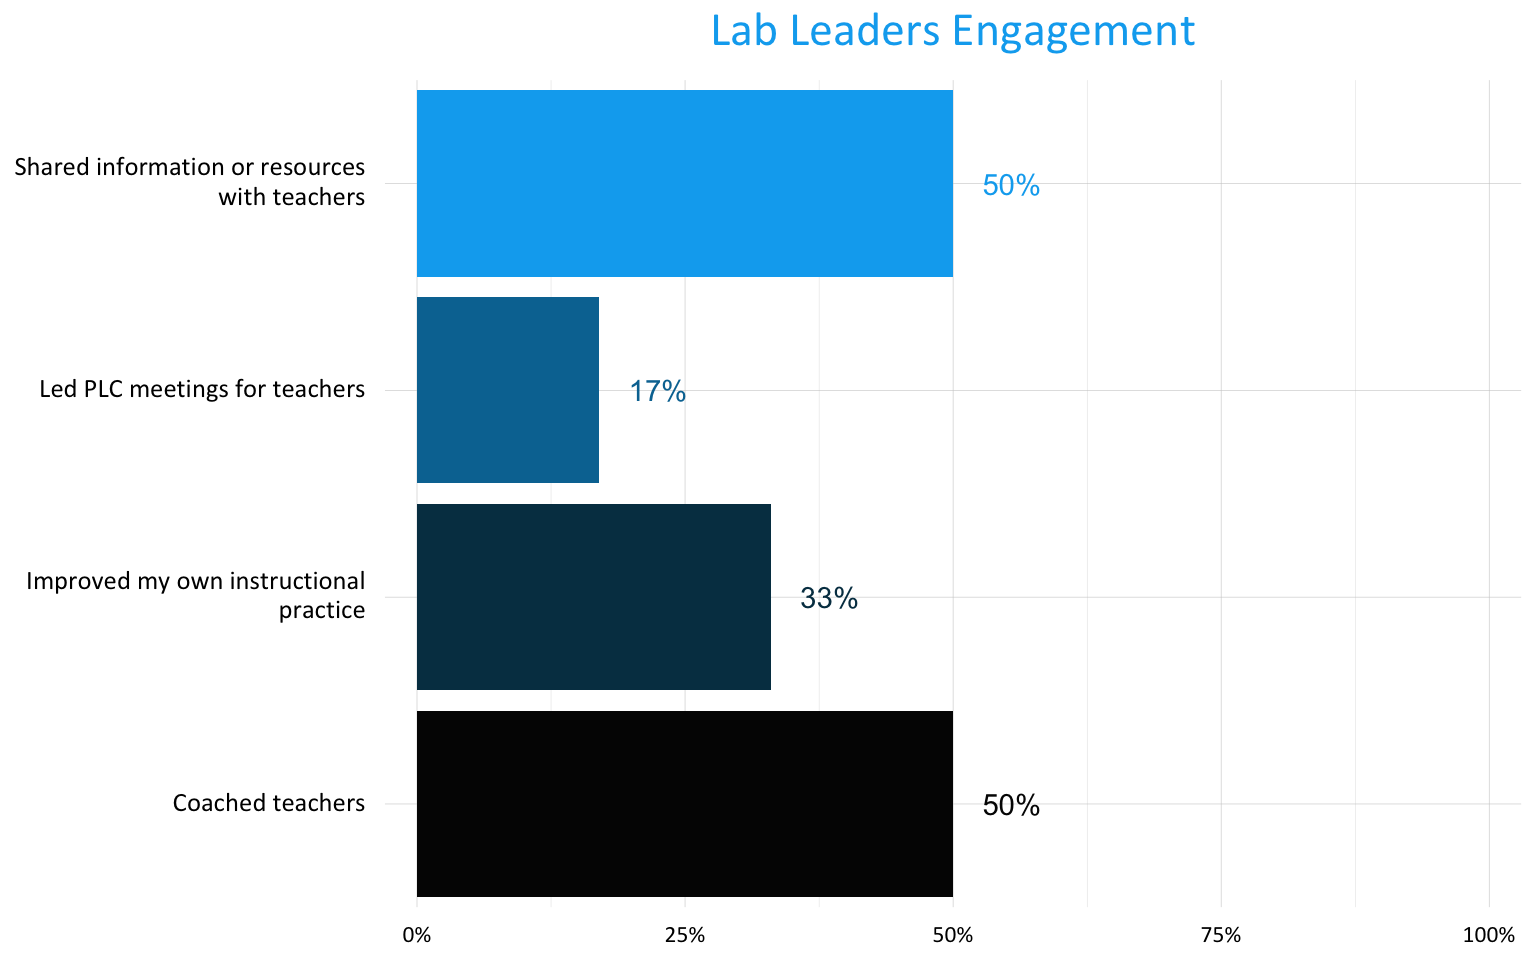 Lab Leaders Engagement
Shared information or resources
with teachers
50%
Led PLC meetings for teachers
17%
Improved my own instructional
practice
33%
Coached teachers
50%
0%
25%
50%
75%
100%